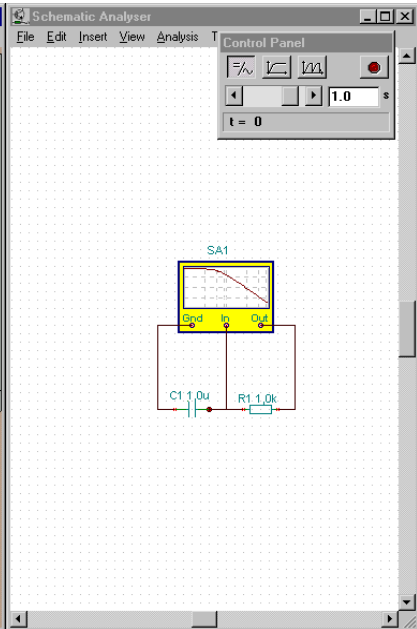 Schematic Analyser
File Edit Insert View Analysis T
Control Panel
1.0 s
t = 0
SA1
Gnd In Out
C1 1,0u R1 1,0k